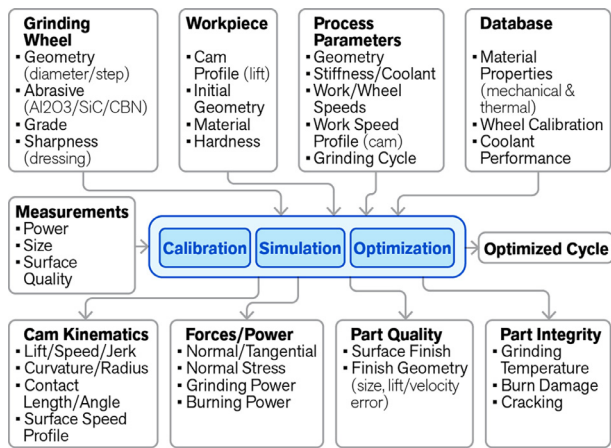 Grinding
Wheel
▪ Geometry
(diameter/step)
▪ Abrasive
(Al2O3/SiC/CBN)
▪ Grade
▪ Sharpness
(dressing)
Workpiece
▪ Cam
Profile (lift)
▪ Initial
Geometry
▪ Material
▪ Hardness
Process
Parameters
▪ Geometry
▪ Stiffness/Coolant
▪ Work/Wheel
Speeds
▪ Work Speed
Profile (cam)
▪ Grinding Cycle
Database
▪ Material
Properties
(mechanical &
thermal)
▪ Wheel Calibration
▪ Coolant
Performance
Measurements
▪ Power
▪ Size
▪ Surface
Quality
Calibration
Simulation
Optimization
Optimized Cycle
Cam Kinematics
▪ Lift/Speed/Jerk
▪ Curvature/Radius
▪ Contact
Length/Angle
▪ Surface Speed
Profile
Forces/Power
▪ Normal/Tangential
▪ Normal Stress
▪ Grinding Power
▪ Burning Power
Part Quality
▪ Surface Finish
▪ Finish Geometry
(size, lift/velocity
error)
Part Integrity
▪ Grinding
Temperature
▪ Burn Damage
▪ Cracking